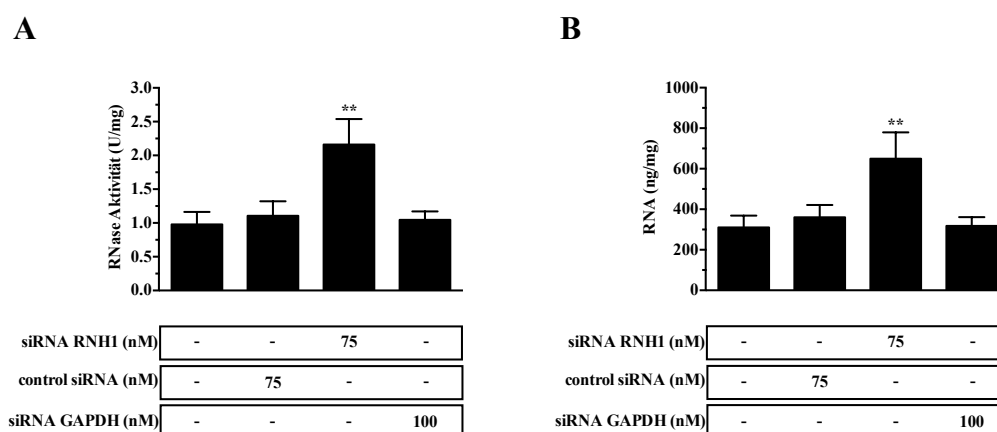 A
3.0
2.5
2.0
1.5
1.0
0.5
0.0
RNase Aktivität (U/mg)
**
siRNA RNH1 (nM) - - 75 -
control siRNA (nM) - 75 - -
siRNA GAPDH (nM) - - - 100
B
1000
800
600
400
200
0
RNA (ng/mg)
**
siRNA RNH1 (nM) - - 75 -
control siRNA (nM) - 75 - -
siRNA GAPDH (nM) - - - 100